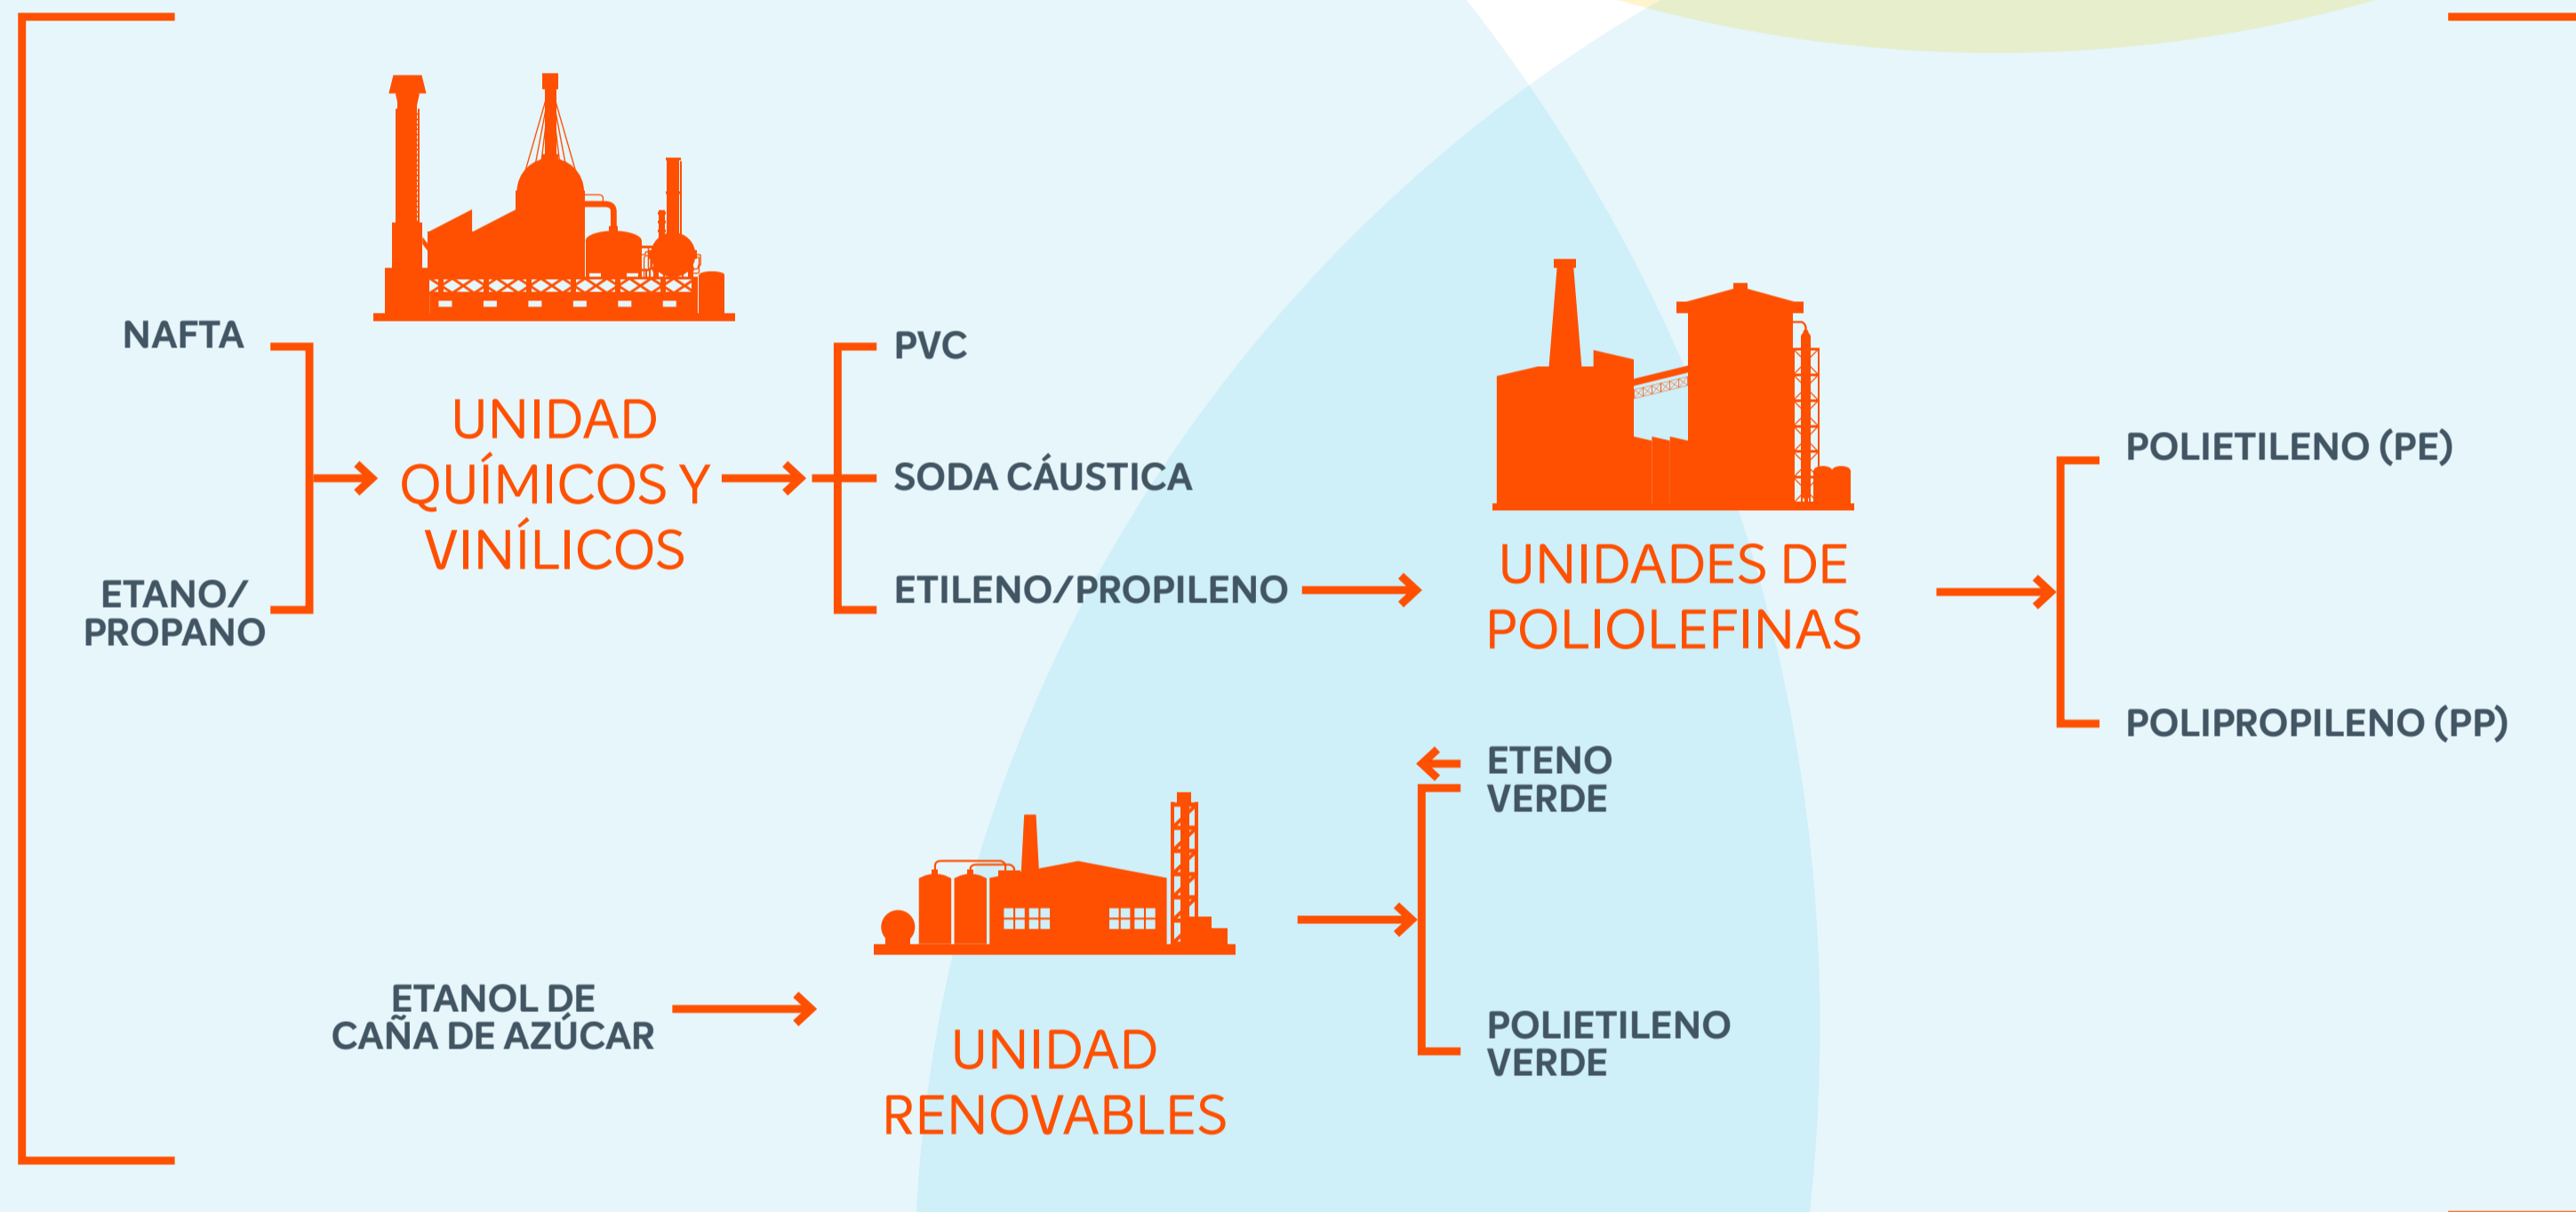 NAFTA
ETANO/
PROPANO
UNIDAD
QUÍMICOS Y
VINÍLICOS
PVC
SODA CÁUSTICA
ETILENO/PROPILENO
UNIDADES DE
POLIOLEFINAS
POLIETILENO (PE)
POLIPROPILENO (PP)
ETANOL DE
CAÑA DE AZÚCAR
UNIDAD
RENOVABLES
ETENO
VERDE
POLIETILENO
VERDE